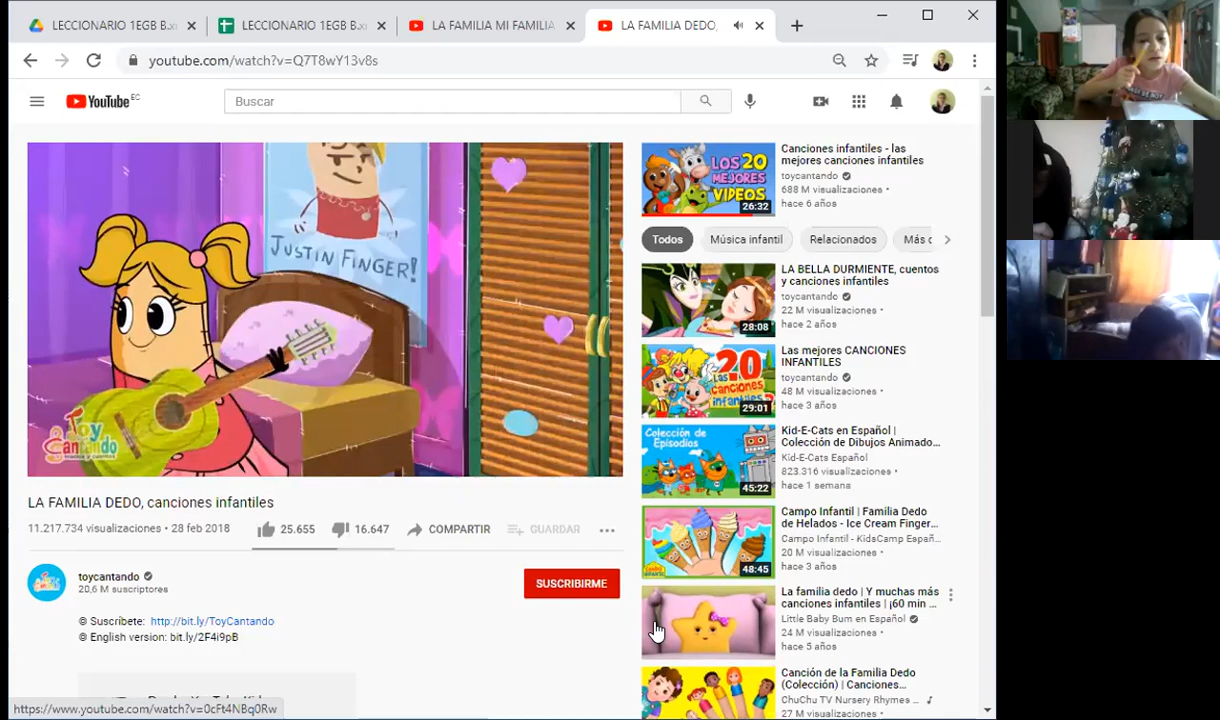 LECCIONARIO 1EGB B.xl
LECCIONARIO 1EGB B.xl
LA FAMILIA MI FAMILIA
LA FAMILIA DEDO,
youtube.com/watch?v=Q7T8wY13v8s
YouTube EC
Buscar
JUSTIN FINGER!
Toy
Cantando
LA FAMILIA DEDO, canciones infantiles
11.217.734 visualizaciones • 28 feb 2018
25.655
16.647
COMPARTIR
GUARDAR
toycantando
20,6 M suscriptores
SUSCRIBIRME
Suscríbete: http://bit.ly/ToyCantando
English version: bit.ly/2F4i9pB
https://www.youtube.com/watch?v=0cFt4NBq0Rw
LOS 20
MEJORES
VIDEOS
26:32
Canciones infantiles - las
mejores canciones infantiles
toycantando
688 M visualizaciones •
hace 6 años
Todos
Música infantil
Relacionados
Más
28:08
LA BELLA DURMIENTE, cuentos
y canciones infantiles
toycantando
22 M visualizaciones •
hace 2 años
20
Las
canciones
infantiles
29:01
Las mejores CANCIONES
INFANTILES
toycantando
48 M visualizaciones •
hace 3 años
Colección de
Episodios
45:22
Kid-E-Cats en Español |
Colección de Dibujos Animado...
Kid-E-Cats Español
823.316 visualizaciones •
hace 1 semana
48:45
Campo Infantil | Familia Dedo
de Helados - Ice Cream Finger...
Campo Infantil - KidsCamp Españ...
20 M visualizaciones •
hace 3 años
La familia dedo | Y muchas más
canciones infantiles | ¡60 min ...
Little Baby Bum en Español
24 M visualizaciones •
hace 5 años
Canción de la Familia Dedo
(Colección) | Canciones...
ChuChu TV Nursery Rhymes ...
27 M visualizaciones •